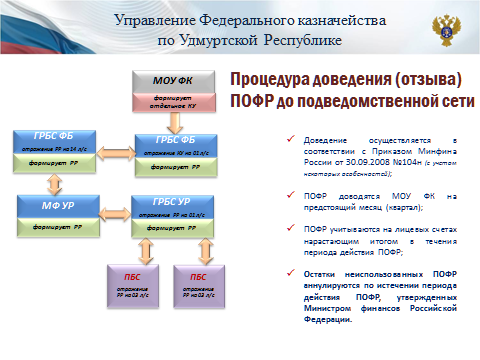 Управление Федерального казначейства
по Удмуртской Республике
Процедура доведения (отзыва)
ПОФР до подведомственной сети
МОУ ФК
формирует
отдельное КУ
ГРБС ФБ
отражение РР на 14 л/с
формирует РР
ГРБС ФБ
отражение КУ на 01 л/с
формирует РР
МФ УР
формирует РР
ГРБС УР
отражение РР на 01 л/с
формирует РР
ПБС
отражение
РР на 03 л/с
ПБС
отражение
РР на 03 л/с
Доведение осуществляется в
соответствии с Приказом Минфина
России от 30.09.2008 №104н (с учетом
некоторых особенностей);
ПОФР доводятся МОУ ФК на
предстоящий месяц (квартал);
ПОФР учитываются на лицевых счетах
нарастающим итогом в течения
периода действия ПОФР;
Остатки неиспользованных ПОФР
аннулируются по истечении периода
действия ПОФР, утвержденных
Министром финансов Российской
Федерации.